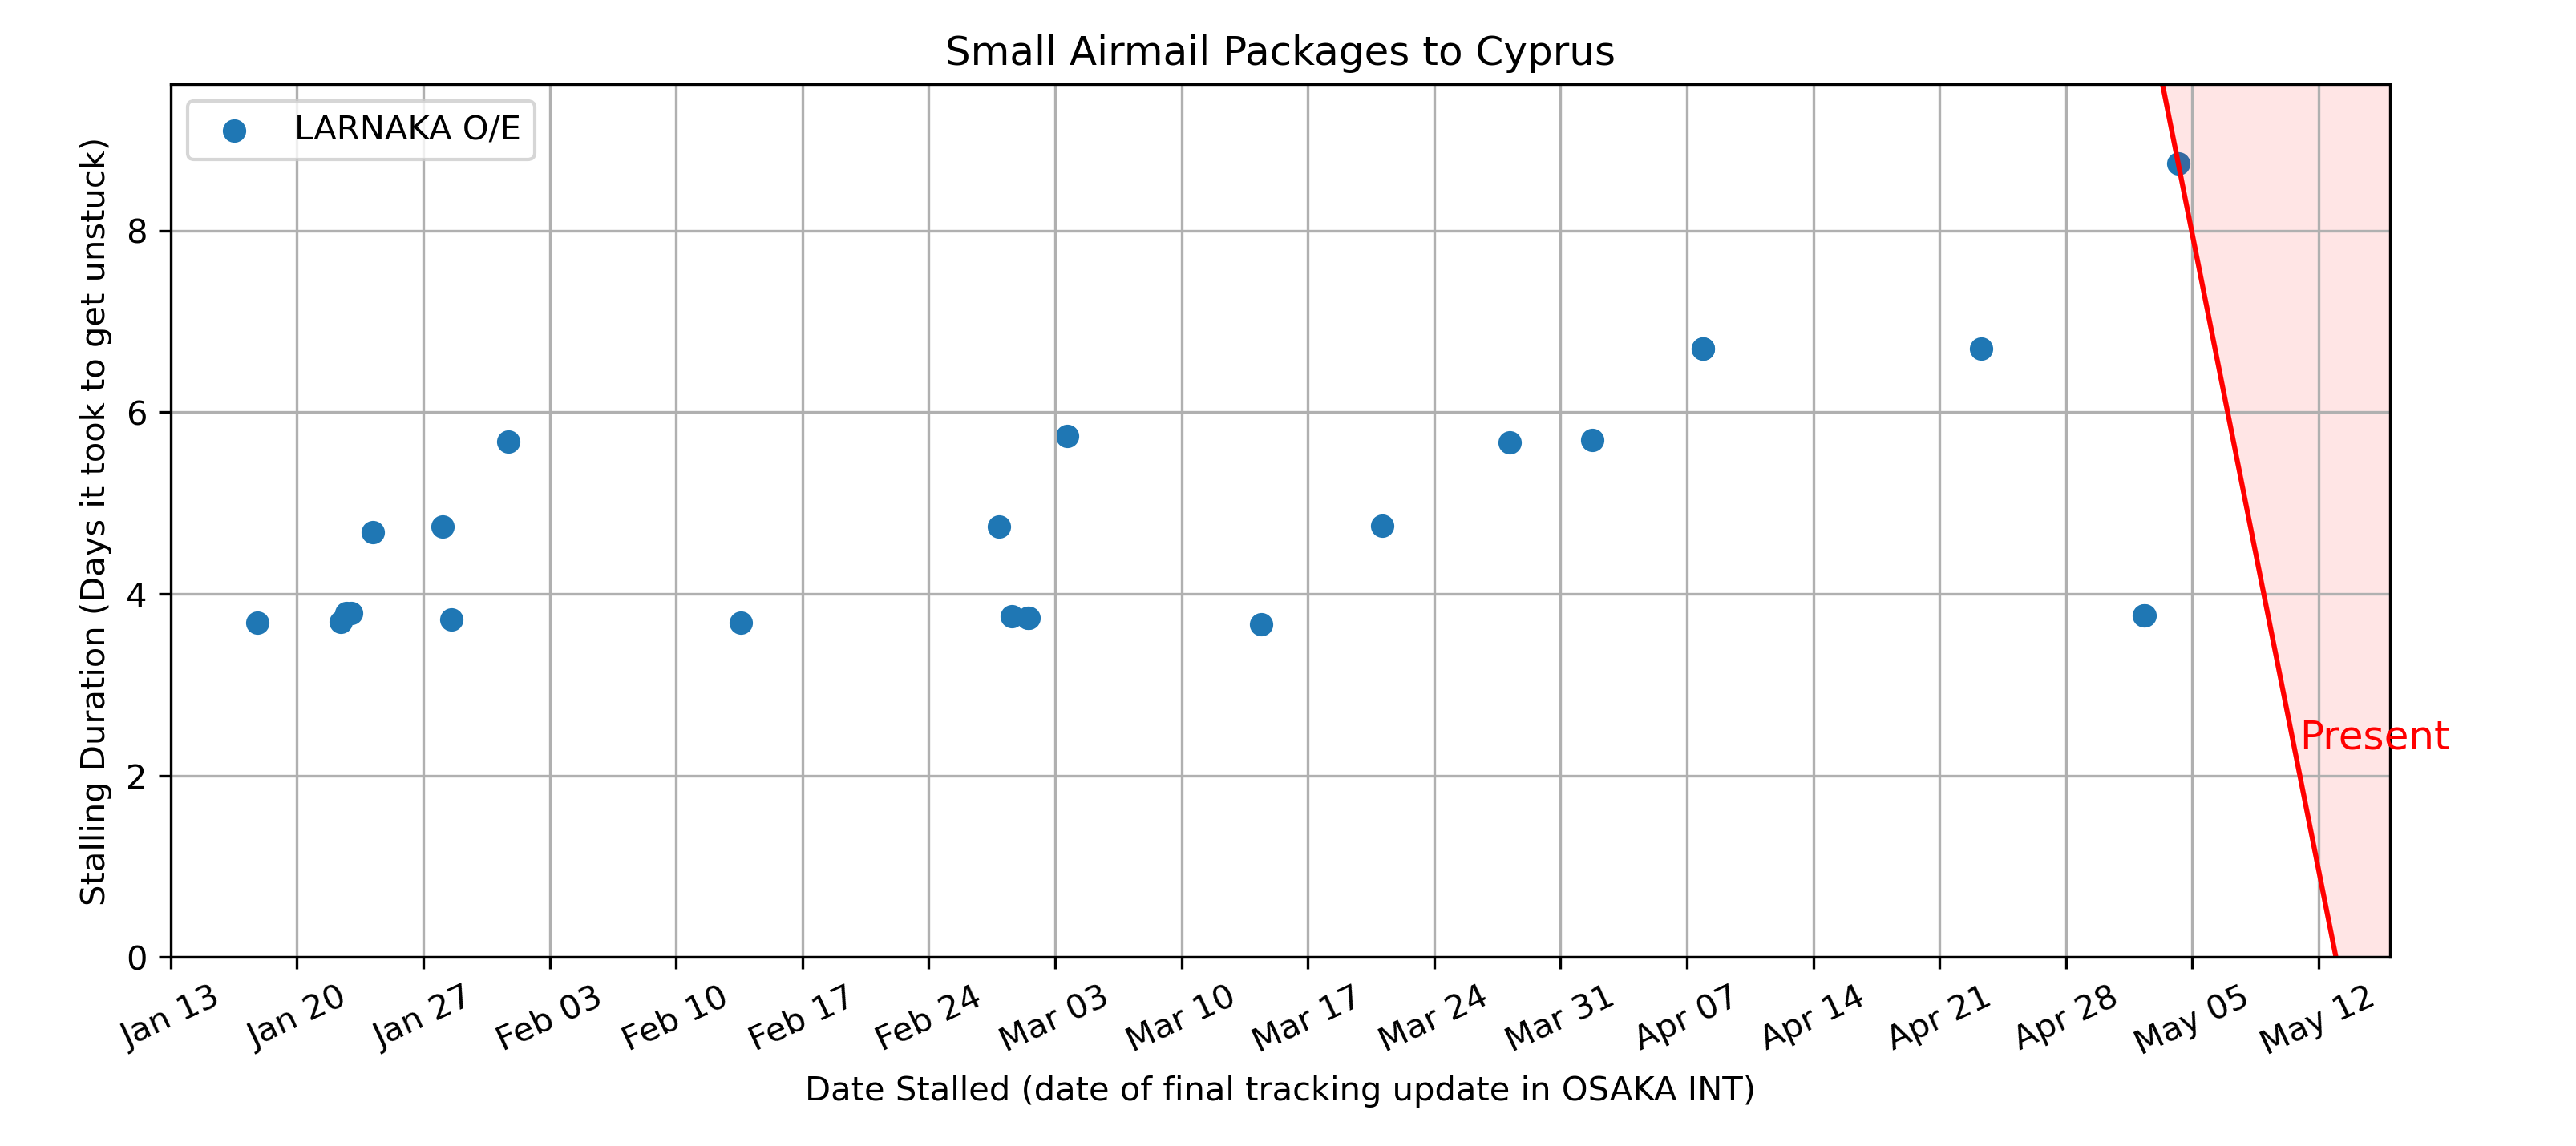 Small Airmail Packages to Cyprus
LARNAKA O/E
Stalling Duration (Days it took to get unstuck)
8
6
4
2
0
Present
Jan 13
Jan 20
Jan 27
Feb 03
Feb 10
Feb 17
Feb 24
Mar 03
Mar 10
Mar 17
Mar 24
Mar 31
Apr 07
Apr 14
Apr 21
Apr 28
May 05
May 12
Date Stalled (date of final tracking update in OSAKA INT)